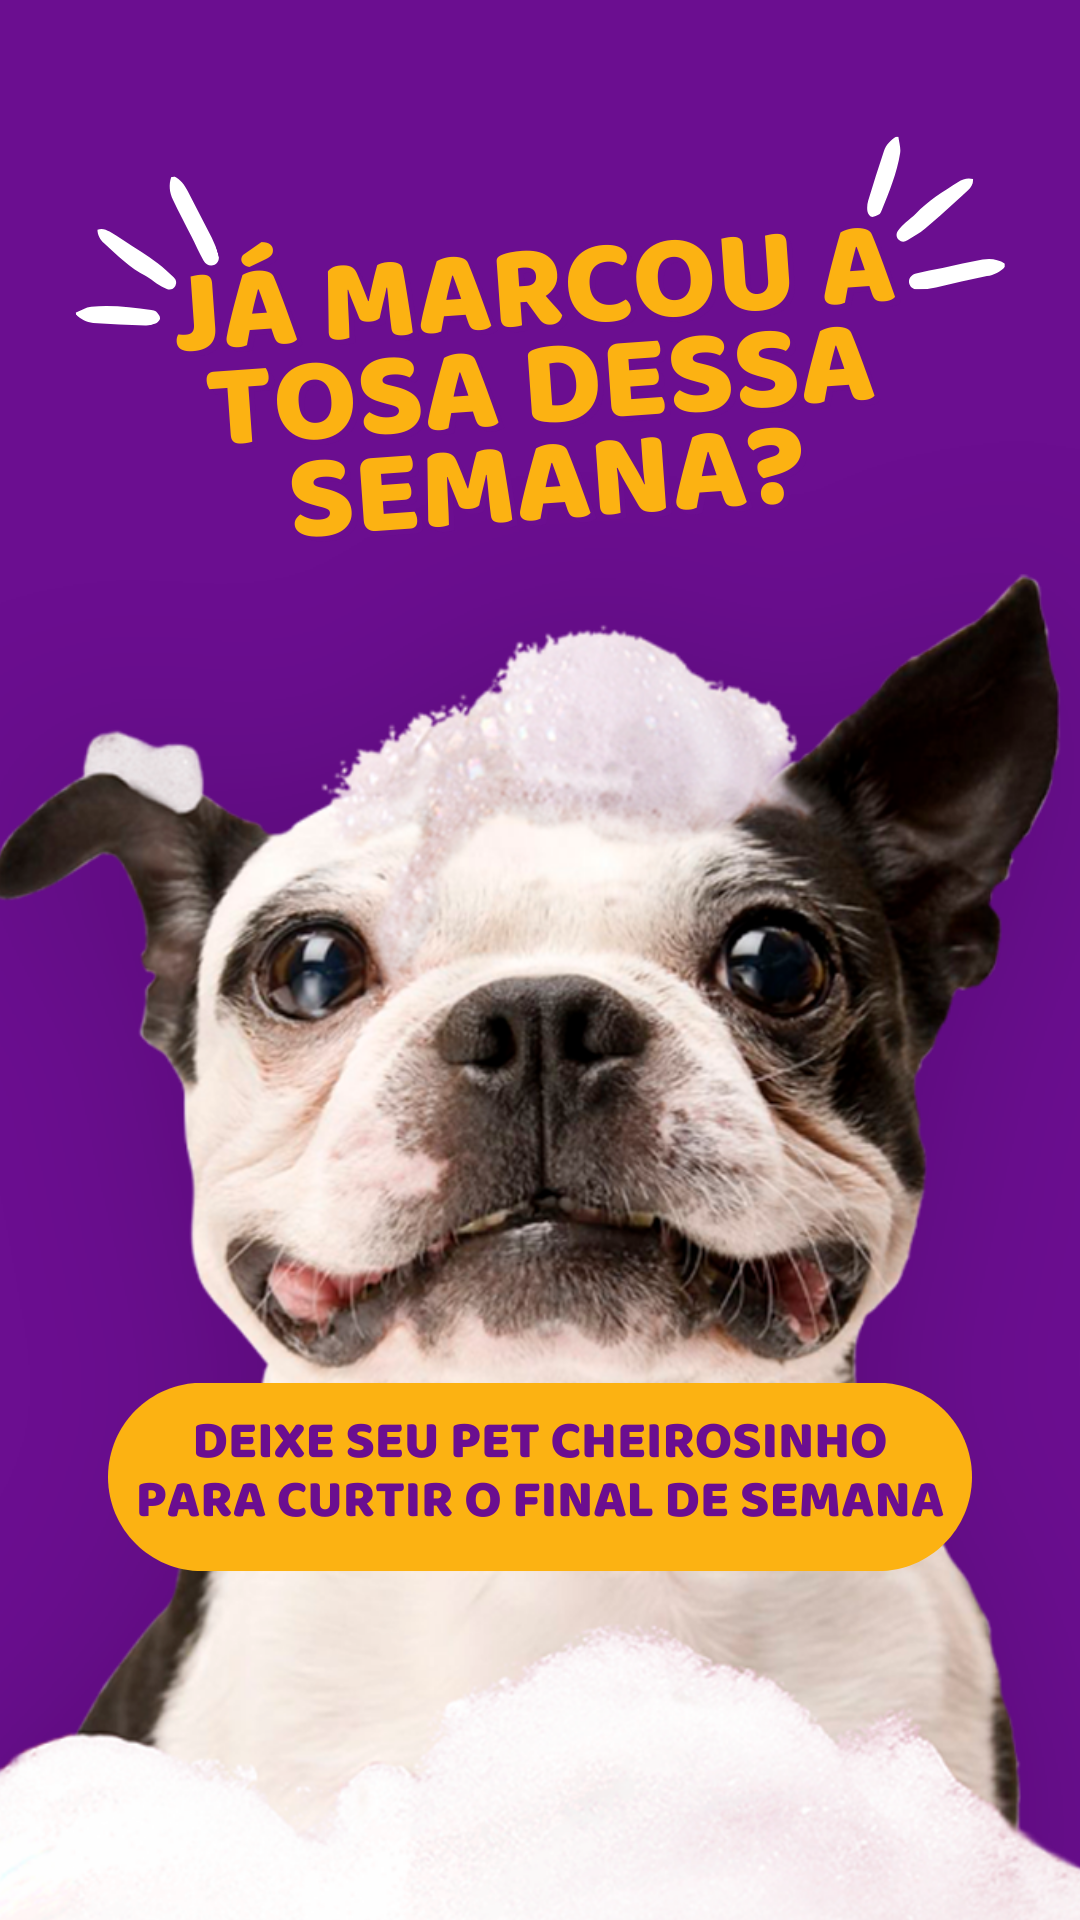 JÁ MARCOU A
TOSA DESSA
SEMANA?
DEIXE SEU PET CHEIROSINHO
PARA CURTIR O FINAL DE SEMANA